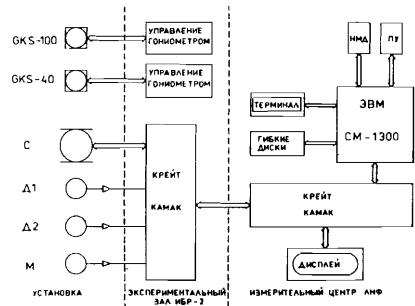 GKS-100
УПРАВЛЕНИЕ
ГОНИОМЕТРОМ
НМД
ПУ
GKS-40
УПРАВЛЕНИЕ
ГОНИОМЕТРОМ
ТЕРМИНАЛ
ЭВМ
СМ-1300
ГИБКИЕ
ДИСКИ
С
КРЕЙТ
КАМАК
Δ1
Δ2
М
КРЕЙТ
КАМАК
ДИСПЛЕЙ
УСТАНОВКА
ЭКСПЕРИМЕНТАЛЬНЫЙ
ЗАЛ ИБР-2
ИЗМЕРИТЕЛЬНЫЙ ЦЕНТР ЛНФ